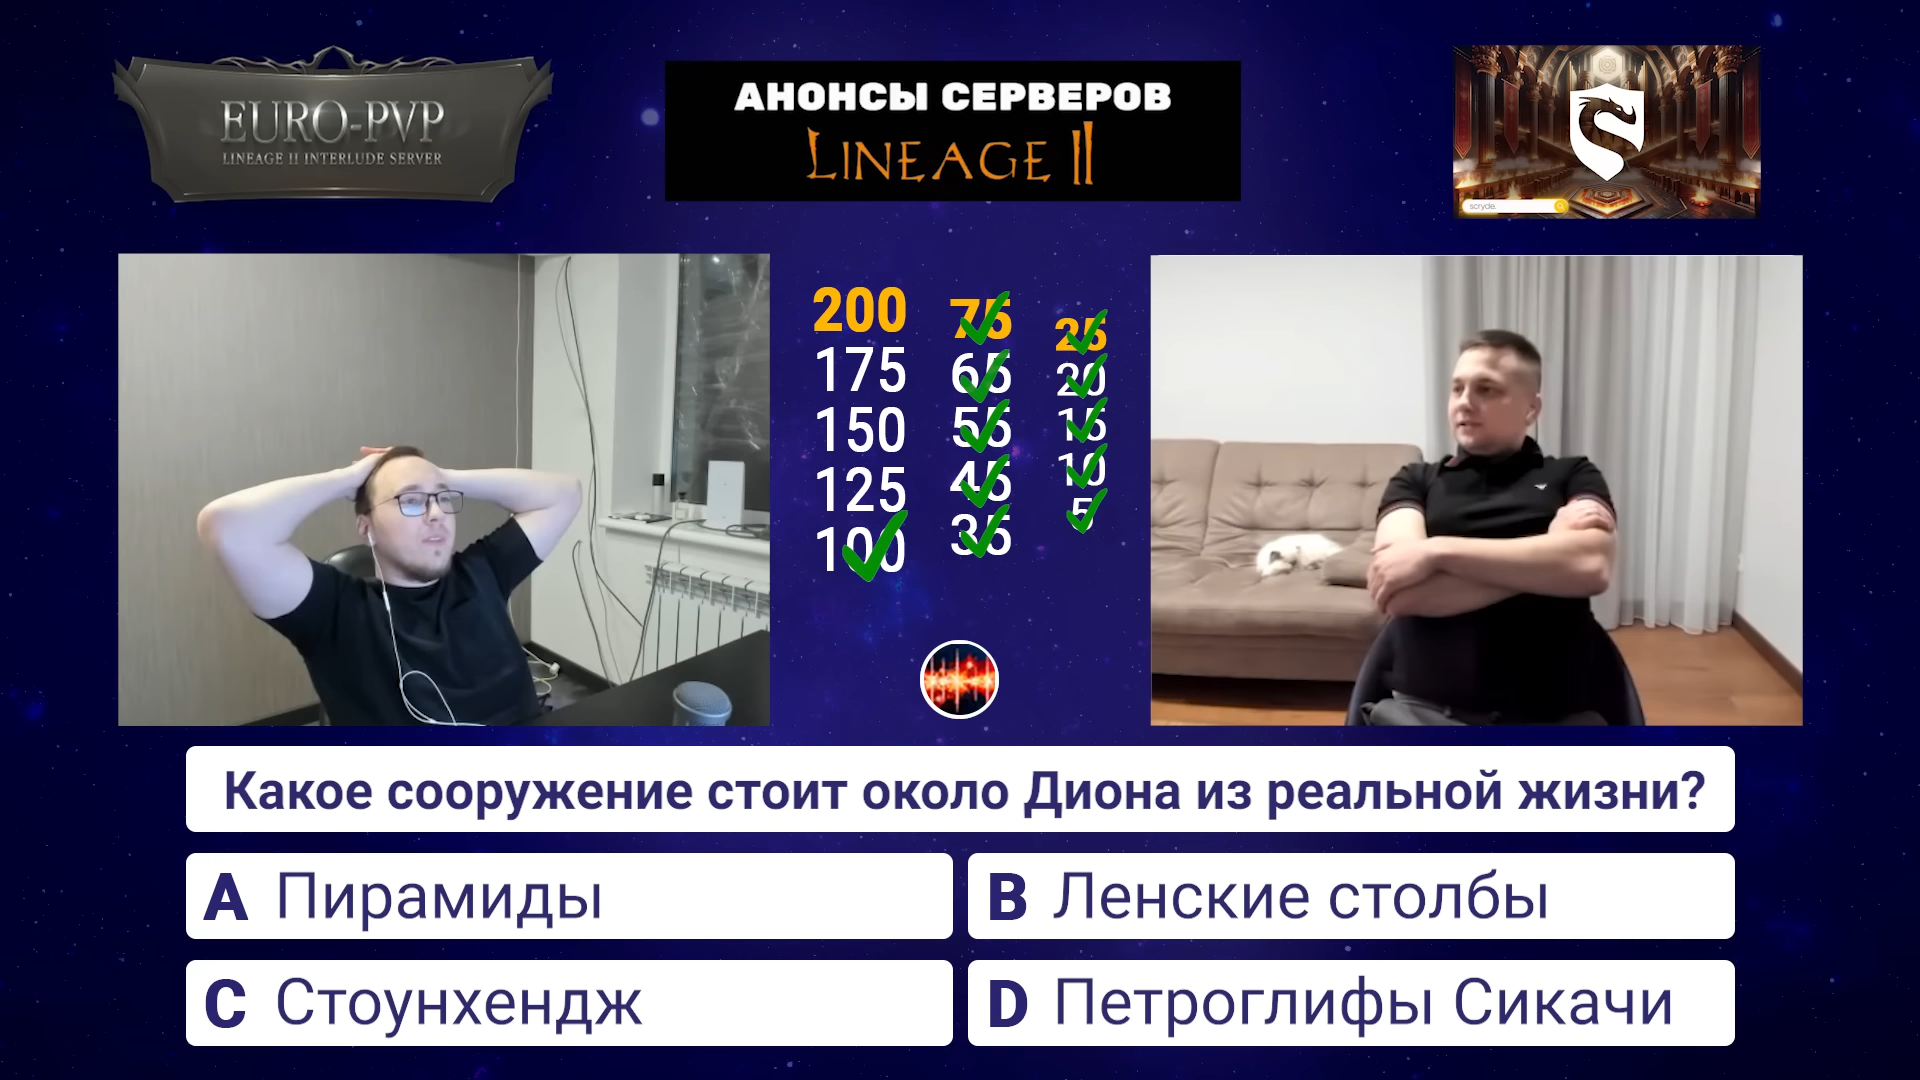 EURO-PVP
LINEAGE II INTERLUDE SERVER
АНОНСЫ СЕРВЕРОВ
LINEAGE II
scryde.
200
175
150
125
100
75
65
55
45
35
25
20
15
10
5
Какое сооружение стоит около Диона из реальной жизни?
A Пирамиды
B Ленские столбы
C Стоунхендж
D Петроглифы Сикачи